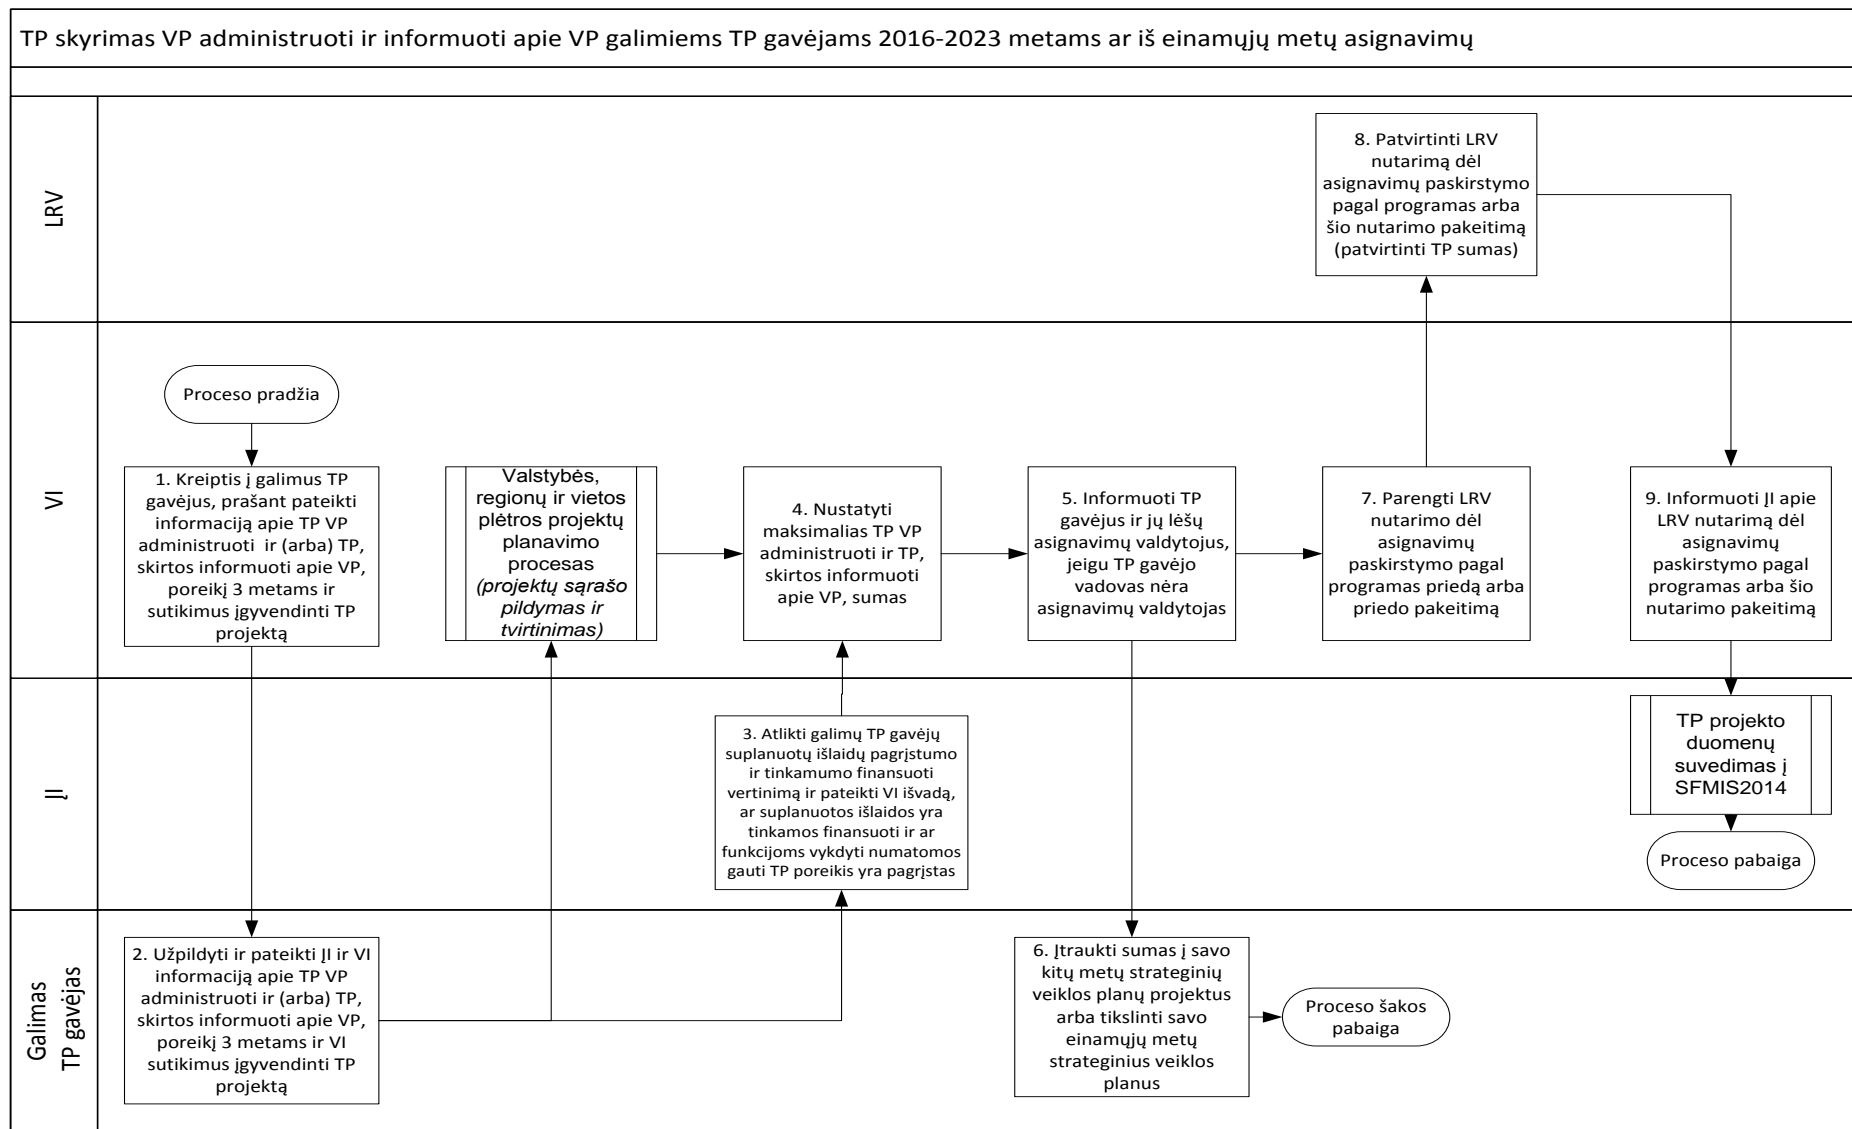 TP skyrimas VP administruoti ir informuoti apie VP galimiems TP gavėjams 2016-2023 metams ar iš einamųjų metų asignavimų
LRV
8. Patvirtinti LRV
nutarimą dėl
asignavimų paskirstymo
pagal programas arba
šio nutarimo pakeitimą
(patvirtinti TP sumas)
VI
Proceso pradžia
1. Kreiptis į galimus TP
gavėjus, prašant pateikti
informaciją apie TP VP
administruoti ir (arba) TP,
skirtos informuoti apie VP,
poreikį 3 metams ir
sutikimus įgyvendinti TP
projektą
Valstybės,
regionų ir vietos
plėtros projektų
planavimo
procesas
(projektų sąrašo
pildymas ir
tvirtinimas)
4. Nustatyti
maksimalias TP VP
administruoti ir TP,
skirtos informuoti
apie VP, sumas
5. Informuoti TP
gavėjus ir jų lėšų
asignavimų valdytojus,
jeigu TP gavėjo
vadovas nėra
asignavimų valdytojas
7. Parengti LRV
nutarimo dėl
asignavimų
paskirstymo pagal
programas priedą arba
priedo pakeitimą
9. Informuoti ĮI apie
LRV nutarimą dėl
asignavimų
paskirstymo pagal
programas arba šio
nutarimo pakeitimą
ĮI
3. Atlikti galimų TP gavėjų
suplanuotų išlaidų pagrįstumo
ir tinkamumo finansuoti
vertinimą ir pateikti VI išvadą,
ar suplanuotos išlaidos yra
tinkamos finansuoti ir ar
funkcijoms vykdyti numatomos
gauti TP poreikis yra pagrįstas
TP projekto
duomenų
suvedimas į
SFMIS2014
Proceso pabaiga
Galimas
TP gavėjas
2. Užpildyti ir pateikti ĮI ir VI
informaciją apie TP VP
administruoti ir (arba) TP,
skirtos informuoti apie VP,
poreikį 3 metams ir VI
sutikimus įgyvendinti TP
projektą
6. Įtraukti sumas į savo
kitų metų strateginių
veiklos planų projektus
arba tikslinti savo
einamųjų metų
strateginius veiklos
planus
Proceso šakos
pabaiga